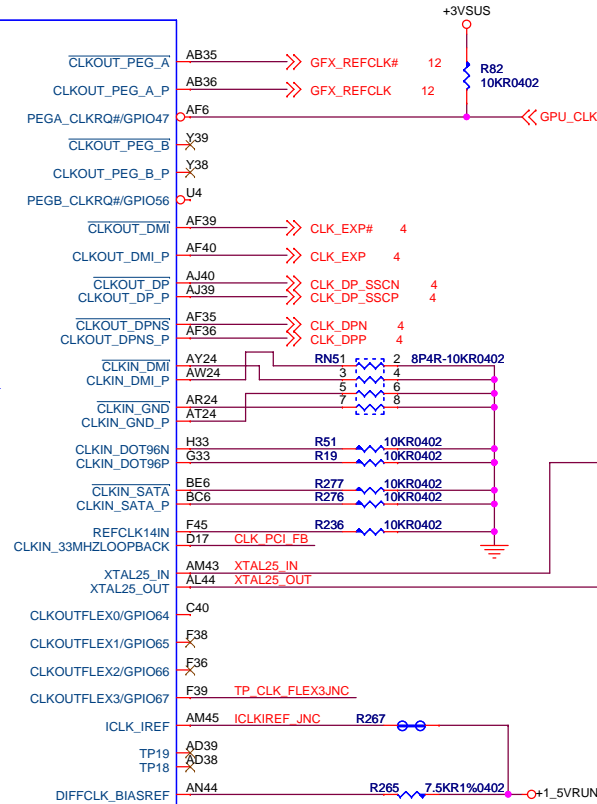 +3VSUS
CLKOUT_PEG_A AB35 GFX_REFCLK# 12
R82
10KR0402
CLKOUT_PEG_A_P AB36 GFX_REFCLK 12
PEGA_CLKRQ#/GPIO47 AF6 GPU_CLK
CLKOUT_PEG_B Y39
CLKOUT_PEG_B_P Y38
PEGB_CLKRQ#/GPIO56 U4
CLKOUT_DMI AF39 CLK_EXP# 4
CLKOUT_DMI_P AF40 CLK_EXP 4
CLKOUT_DP AJ40 CLK_DP_SSCN 4
CLKOUT_DP_P AJ39 CLK_DP_SSCP 4
CLKOUT_DPNS AF35 CLK_DPN 4
CLKOUT_DPNS_P AF36 CLK_DPP 4
CLKIN_DMI AY24 RN51 2 8P4R-10KR0402
CLKIN_DMI_P AW24 3 4
5 6
CLKIN_GND AR24 7 8
CLKIN_GND_P AT24
CLKIN_DOT96N H33 R51 10KR0402
CLKIN_DOT96P G33 R19 10KR0402
CLKIN_SATA BE6 R277 10KR0402
CLKIN_SATA_P BC6 R276 10KR0402
REFCLK14IN F45 R236 10KR0402
CLKIN_33MHZLOOPBACK D17 CLK_PCI_FB
XTAL25_IN AM43 XTAL25_IN
XTAL25_OUT AL44 XTAL25_OUT
CLKOUTFLEX0/GPIO64 C40
CLKOUTFLEX1/GPIO65 F38
CLKOUTFLEX2/GPIO66 F36
CLKOUTFLEX3/GPIO67 F39 TP_CLK_FLEX3JNC
ICLK_IREF AM45 ICLKIREF_JNC R267
TP19 AD39
TP18 AD38
DIFFCLK_BIASREF AN44 R265 7.5KR1%0402 +1_5VRUN